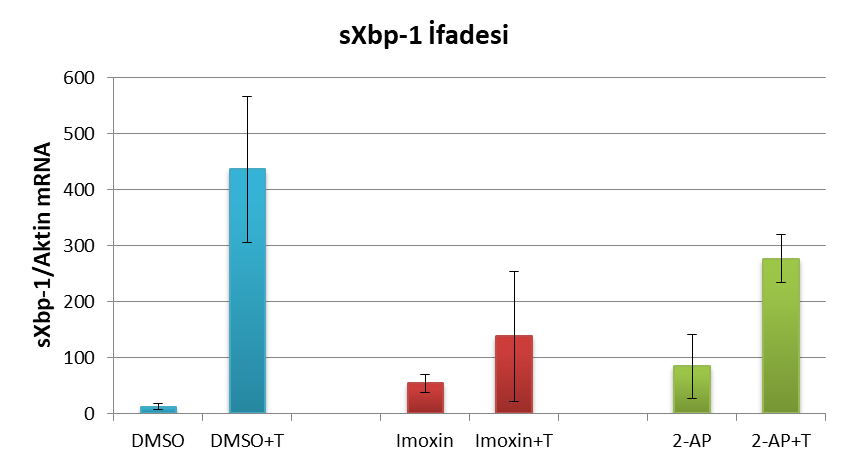 sXbp-1 İfadesi
sXbp-1/Aktin mRNA
600
500
400
300
200
100
0
DMSO DMSO+T Imoxin Imoxin+T 2-AP 2-AP+T